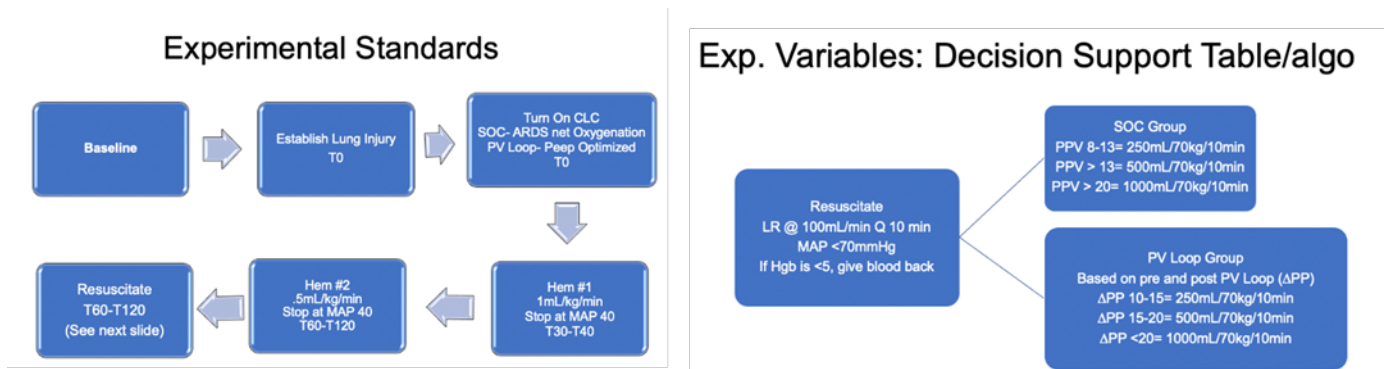 Experimental Standards
Baseline
Establish Lung Injury
T0
Turn On CLC
SOC- ARDS net Oxygenation
PV Loop- Peep Optimized
T0
Hem #1
1mL/kg/min
Stop at MAP 40
T30-T40
Hem #2
.5mL/kg/min
Stop at MAP 40
T60-T120
Resuscitate
T60-T120
(See next slide)
Exp. Variables: Decision Support Table/algo
Resuscitate
LR @ 100mL/min Q 10 min
MAP <70mmHg
If Hgb is <5, give blood back
SOC Group
PPV 8-13= 250mL/70kg/10min
PPV > 13= 500mL/70kg/10min
PPV > 20= 1000mL/70kg/10min
PV Loop Group
Based on pre and post PV Loop (ΔPP)
ΔPP 10-15= 250mL/70kg/10min
ΔPP 15-20= 500mL/70kg/10min
ΔPP <20= 1000mL/70kg/10min